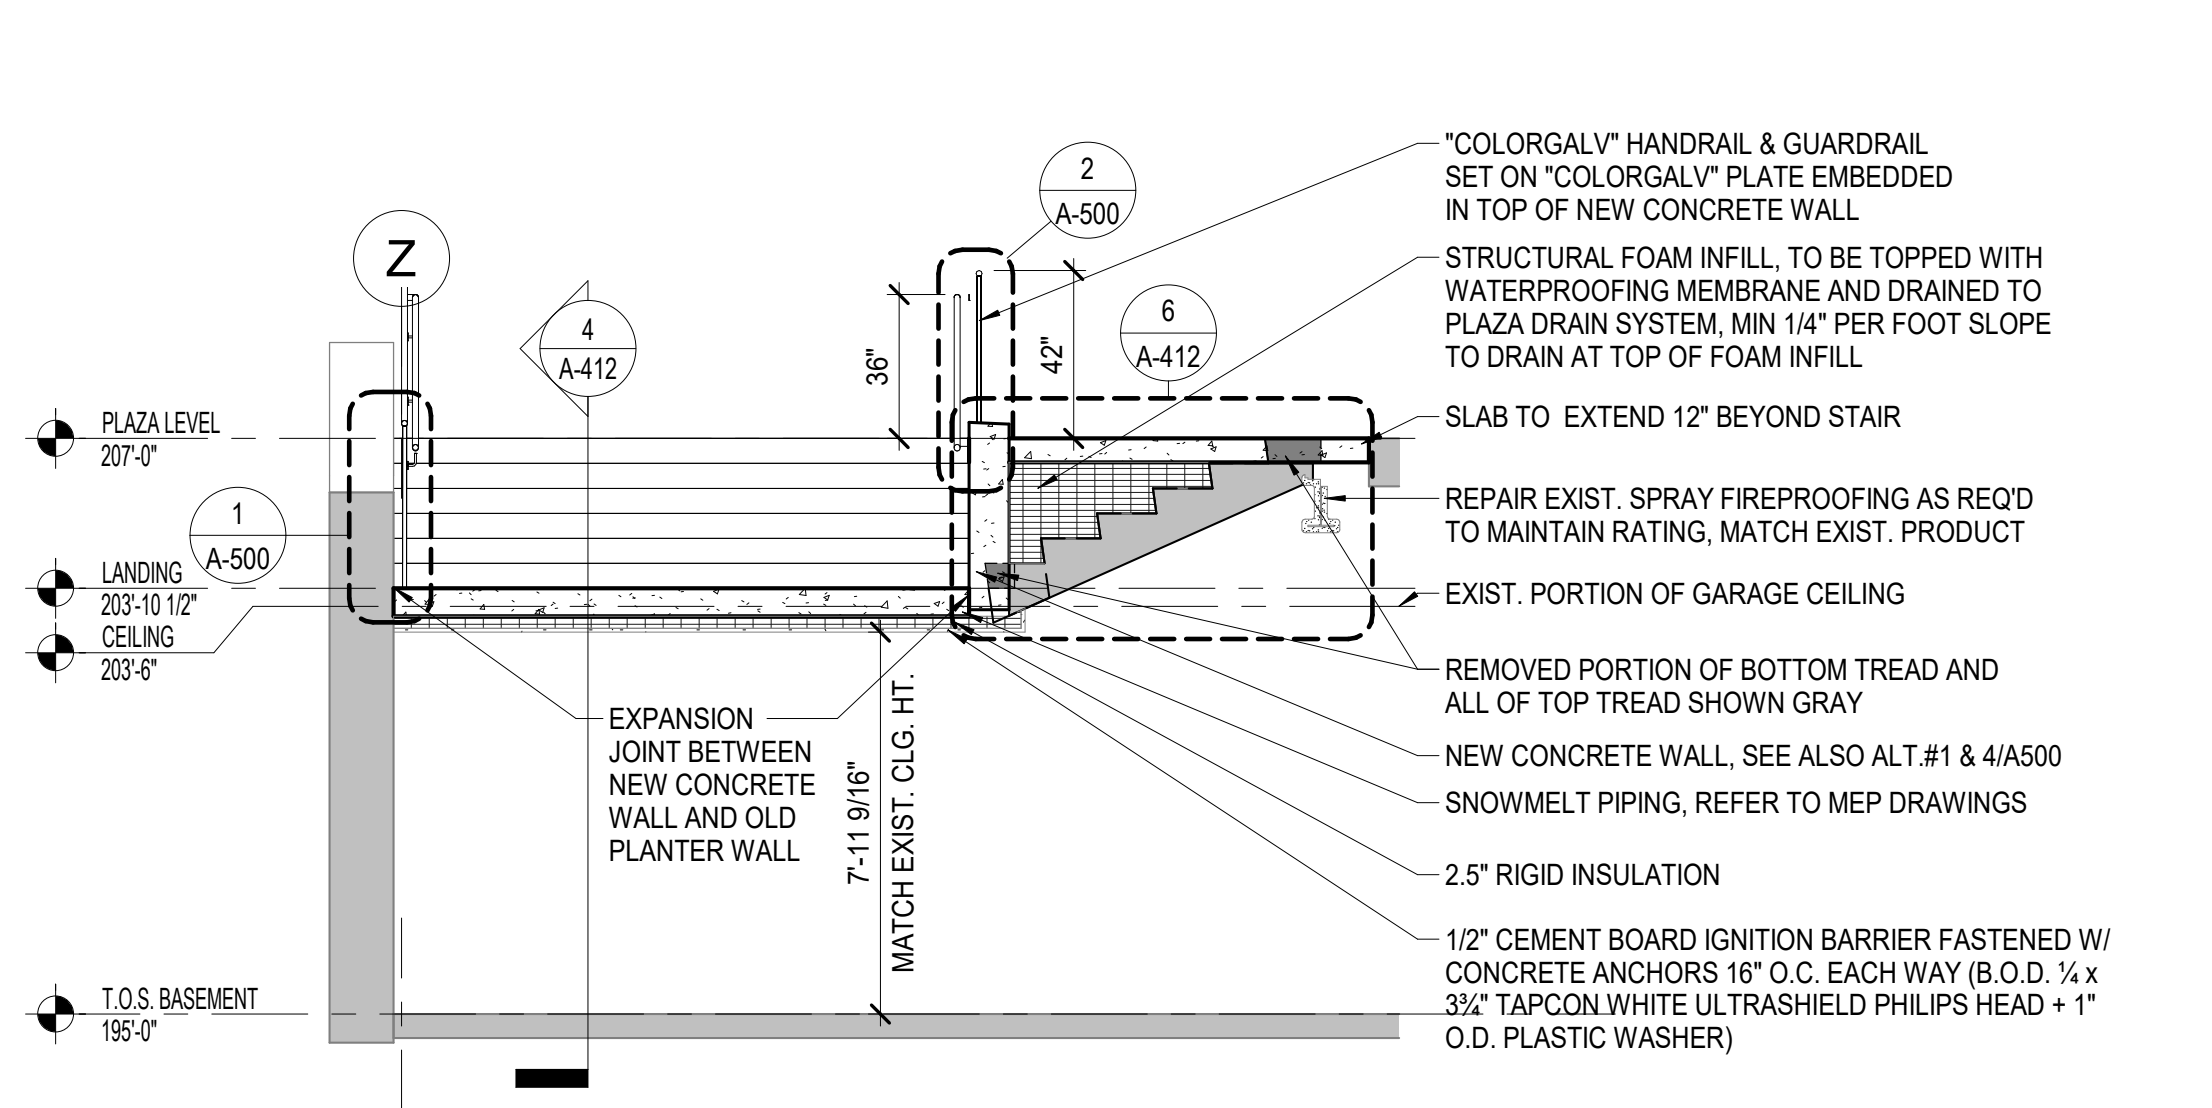 "COLORGALV" HANDRAIL & GUARDRAIL
SET ON "COLORGALV" PLATE EMBEDDED
IN TOP OF NEW CONCRETE WALL
STRUCTURAL FOAM INFILL, TO BE TOPPED WITH
WATERPROOFING MEMBRANE AND DRAINED TO
PLAZA DRAIN SYSTEM, MIN 1/4" PER FOOT SLOPE
TO DRAIN AT TOP OF FOAM INFILL
SLAB TO EXTEND 12" BEYOND STAIR
REPAIR EXIST. SPRAY FIREPROOFING AS REQ'D
TO MAINTAIN RATING, MATCH EXIST. PRODUCT
EXIST. PORTION OF GARAGE CEILING
REMOVED PORTION OF BOTTOM TREAD AND
ALL OF TOP TREAD SHOWN GRAY
NEW CONCRETE WALL, SEE ALSO ALT.#1 & 4/A500
SNOWMELT PIPING, REFER TO MEP DRAWINGS
2.5" RIGID INSULATION
1/2" CEMENT BOARD IGNITION BARRIER FASTENED W/
CONCRETE ANCHORS 16" O.C. EACH WAY (B.O.D. ¼ x
3¾" TAPCON WHITE ULTRASHIELD PHILIPS HEAD + 1"
O.D. PLASTIC WASHER)
2
A-500
Z
4
A-412
6
A-412
36"
42"
PLAZA LEVEL
207'-0"
1
A-500
LANDING
203'-10 1/2"
CEILING
203'-6"
EXPANSION
JOINT BETWEEN
NEW CONCRETE
WALL AND OLD
PLANTER WALL
7'-11 9/16"
MATCH EXIST. CLG. HT.
T.O.S. BASEMENT
195'-0"